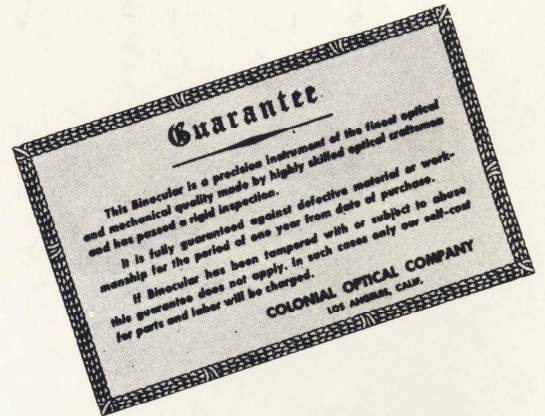 Guarantee
This Binocular is a precision instrument of the finest optical
and mechanical quality made by highly skilled optical craftsmen
and has passed a rigid inspection.
It is fully guaranteed against defective material or work-
manship for the period of one year from date of purchase.
If Binocular has been tampered with or subject to abuse
this guarantee does not apply. In such cases only our self-cost
for parts and labor will be charged.
COLONIAL OPTICAL COMPANY
LOS ANGELES, CALIF.